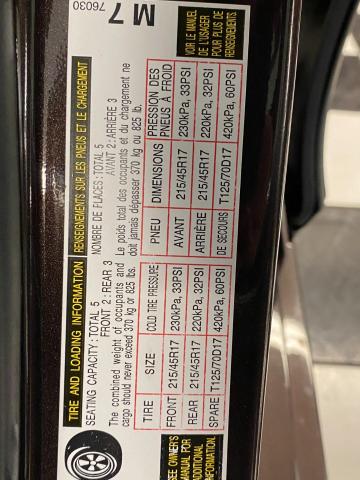 TIRE AND LOADING INFORMATION
SEATING CAPACITY : TOTAL 5
FRONT 2 : REAR 3
The combined weight of occupants and
cargo should never exceed 370 kg or 825 lbs.
TIRE SIZE COLD TIRE PRESSURE
FRONT 215/45R17 230kPa, 33PSI
REAR 215/45R17 220kPa, 32PSI
SPARE T125/70D17 420kPa, 60PSI
SEE OWNER'S
MANUAL FOR
ADDITIONAL
INFORMATION.
RENSEIGNEMENTS SUR LES PNEUS ET LE CHARGEMENT
NOMBRE DE PLACES : TOTAL 5
AVANT 2 : ARRIÈRE 3
Le poids total des occupants et du chargement ne
doit jamais dépasser 370 kg ou 825 lb.
PNEU DIMENSIONS PRESSION DES
PNEUS À FROID
AVANT 215/45R17 230kPa, 33PSI
ARRIÈRE 215/45R17 220kPa, 32PSI
DE SECOURS T125/70D17 420kPa, 60PSI
VOIR LE MANUEL
DE L'USAGER
POUR PLUS DE
RENSEIGNEMENTS.
M 7
76030